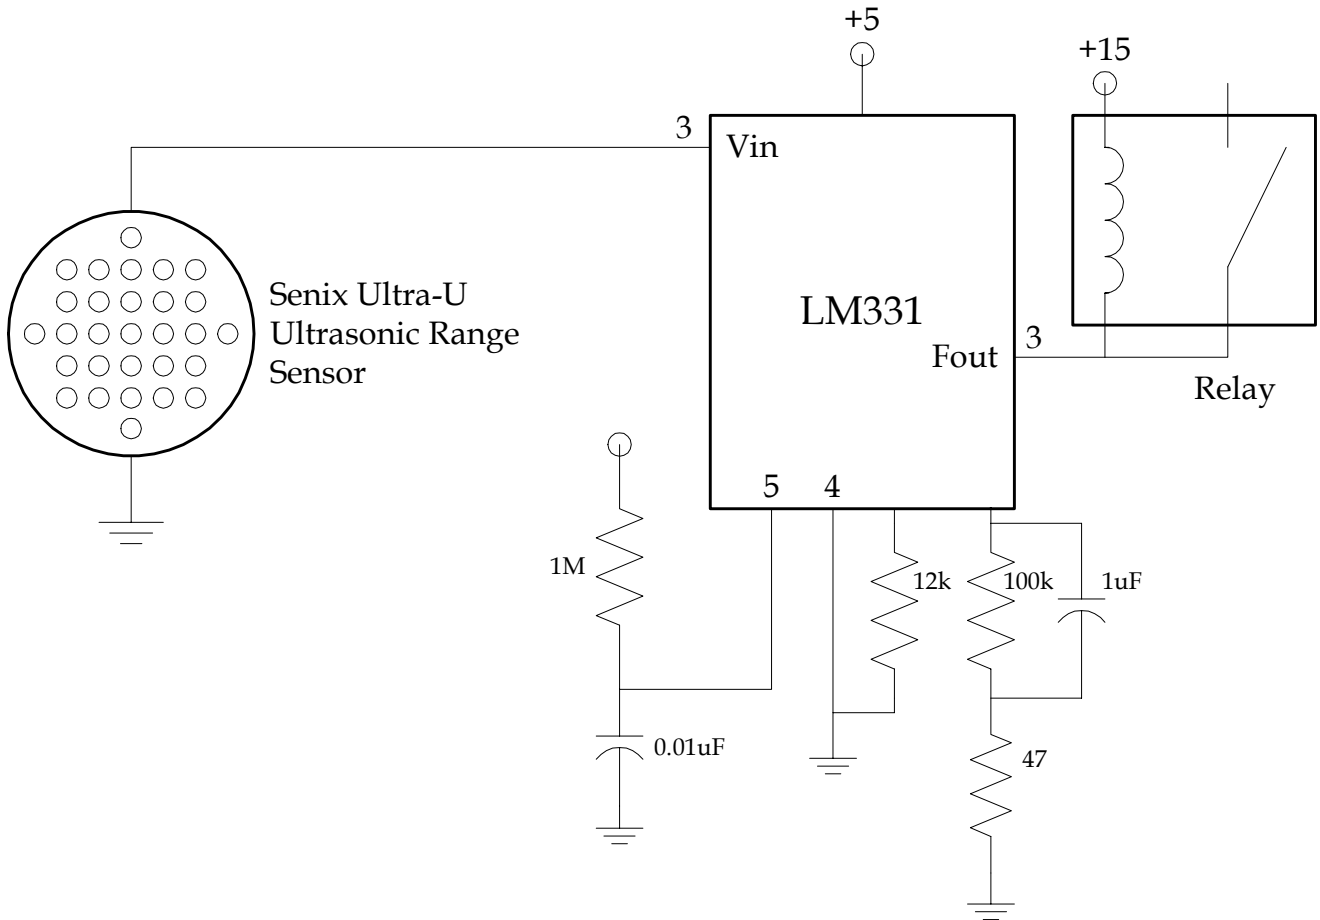 +5
+15
3
Vin
Senix Ultra-U
Ultrasonic Range
Sensor
LM331
3
Fout
Relay
5
4
1M
12k
100k
1uF
0.01uF
47